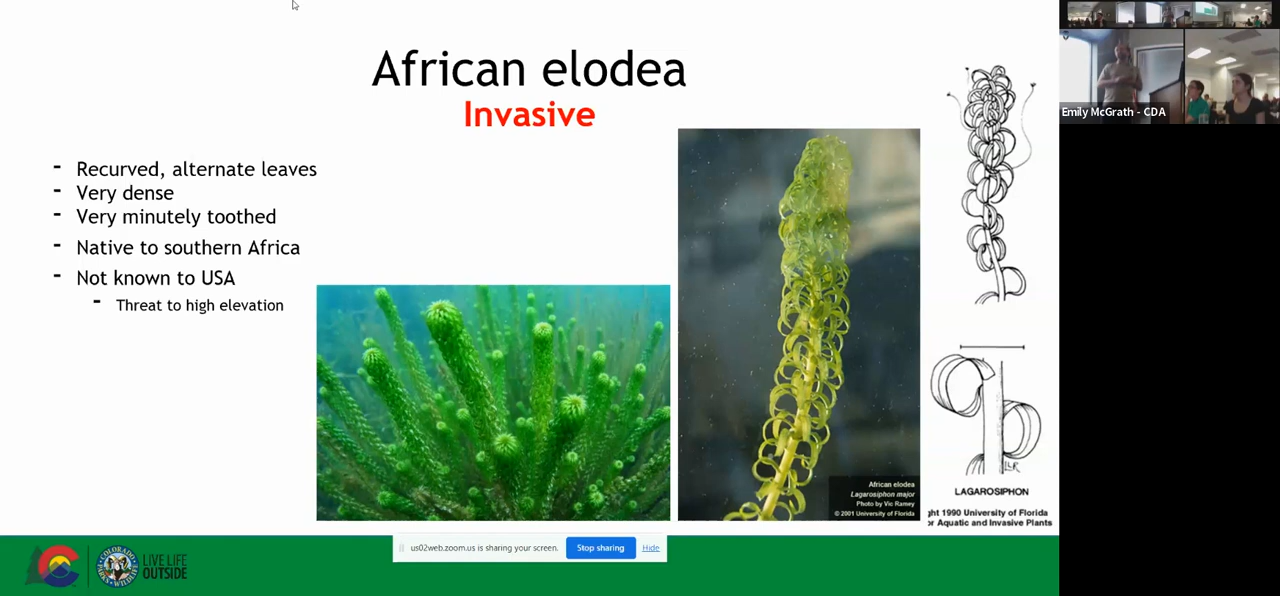 African elodea
Invasive
- Recurved, alternate leaves
- Very dense
- Very minutely toothed
- Native to southern Africa
- Not known to USA
- Threat to high elevation
African elodea
Lagarosiphon major
Photo by Vic Ramey
© 2001 University of Florida
LAGAROSIPHON
ght 1990 University of Florida
or Aquatic and Invasive Plants
LIVE LIFE
OUTSIDE
us02web.zoom.us is sharing your screen. Stop sharing Hide
Emily McGrath - CDA